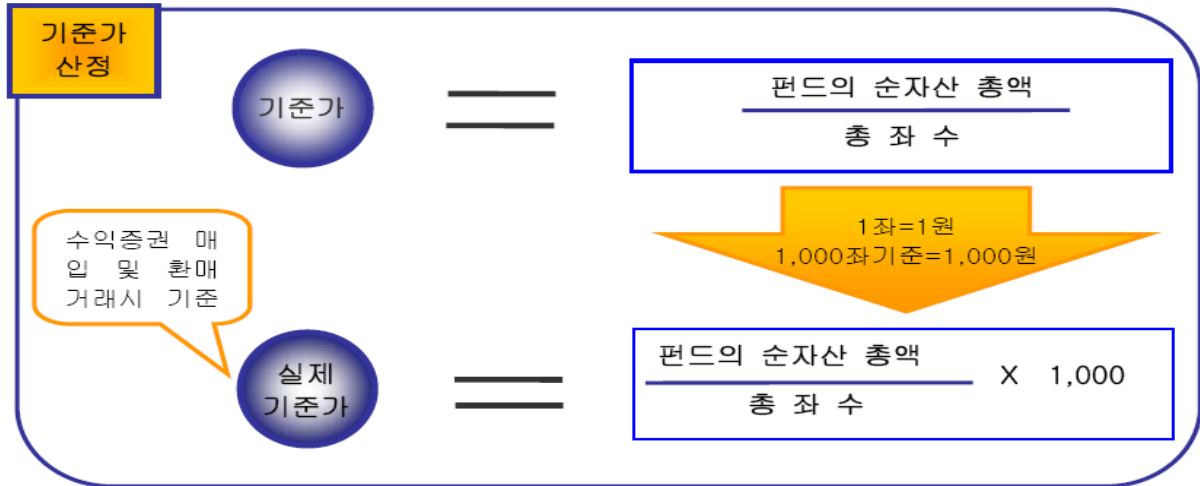 기준가
산정
기준가
펀드의 순자산 총액
총 좌 수
1좌=1원
1,000좌기준=1,000원
수익증권 매
입 및 환매
거래시 기준
실제
기준가
펀드의 순자산 총액
X 1,000
총 좌 수